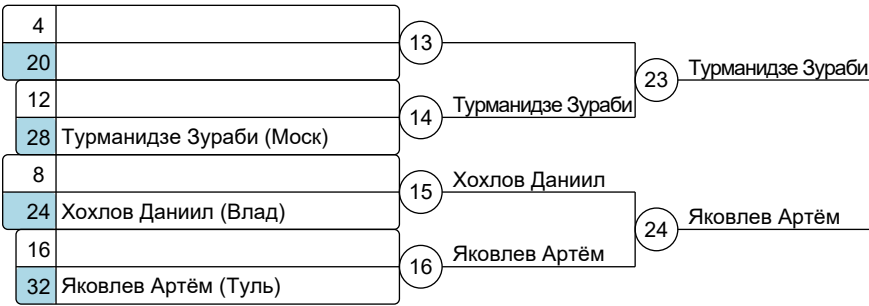 4
20
12
28 Турманидзе Зураби (Моск)
8
24 Хохлов Даниил (Влад)
16
32 Яковлев Артём (Туль)
13
14
Турманидзе Зураби
15
Хохлов Даниил
16
Яковлев Артём
23
Турманидзе Зураби
24
Яковлев Артём